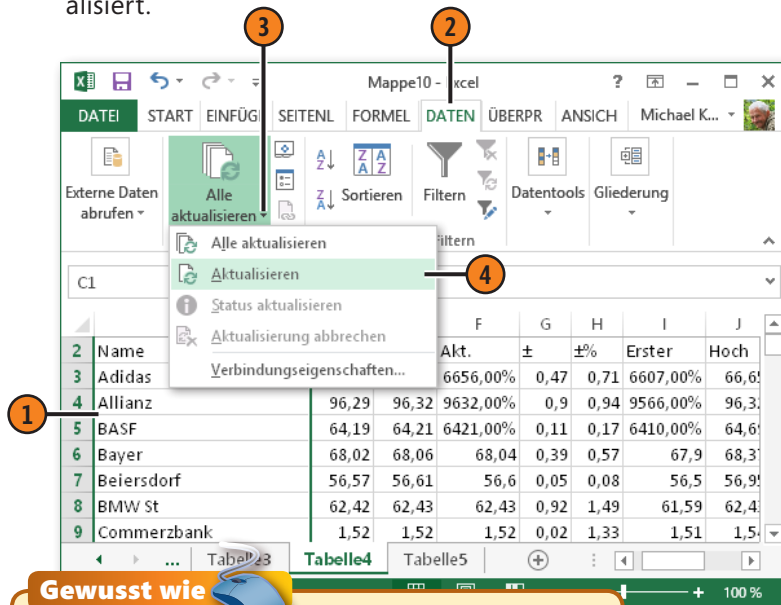 alisiert.
3 2
Mappe10 - Excel ?
DATEI START EINFÜG SEITENL FORMEL DATEN ÜBERPR ANSICH Michael K...
Externe Daten abrufen
Alle aktualisieren
A Z
Z A
Z A
A Z
Sortieren Filtern Datentools Gliederung
Filtern
Alle aktualisieren
Aktualisieren
4
Status aktualisieren
Aktualisierung abbrechen
Verbindungseigenschaften...
C1
F G H I J
2 Name Akt. ± ±% Erster Hoch
3 Adidas 6656,00% 0,47 0,71 6607,00%
1
4 Allianz 96,29 96,32 9632,00% 0,9 0,94 9566,00%
5 BASF 64,19 64,21 6421,00% 0,11 0,17 6410,00%
6 Bayer 68,02 68,06 68,04 0,39 0,57 67,9
7 Beiersdorf 56,57 56,61 56,6 0,05 0,08 56,5
8 BMW St 62,42 62,43 62,43 0,92 1,49 61,59
9 Commerzbank 1,52 1,52 1,52 0,02 1,33 1,51
... Tabelle3 Tabelle4 Tabelle5
Gewusst wie
100 %